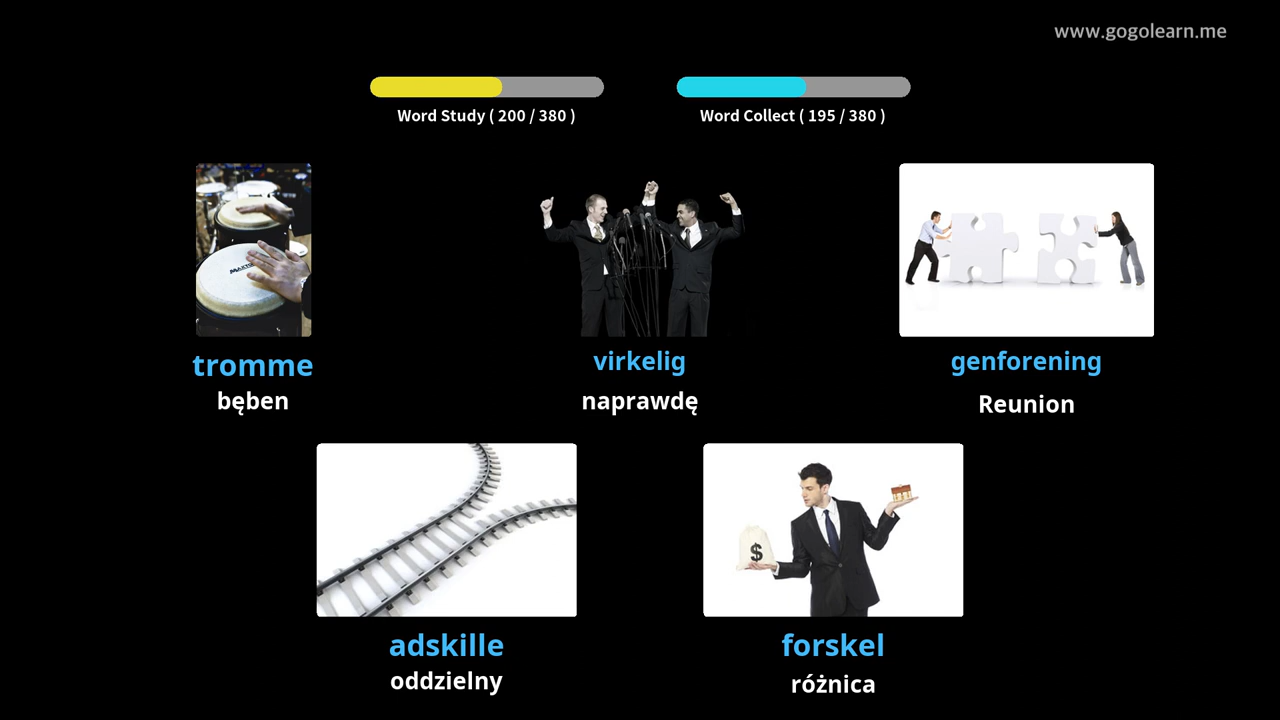 www.gogolearn.me
Word Study ( 200 / 380 )
Word Collect ( 195 / 380 )
tromme
bęben
virkelig
naprawdę
genforening
Reunion
$
adskille
oddzielny
forskel
różnica